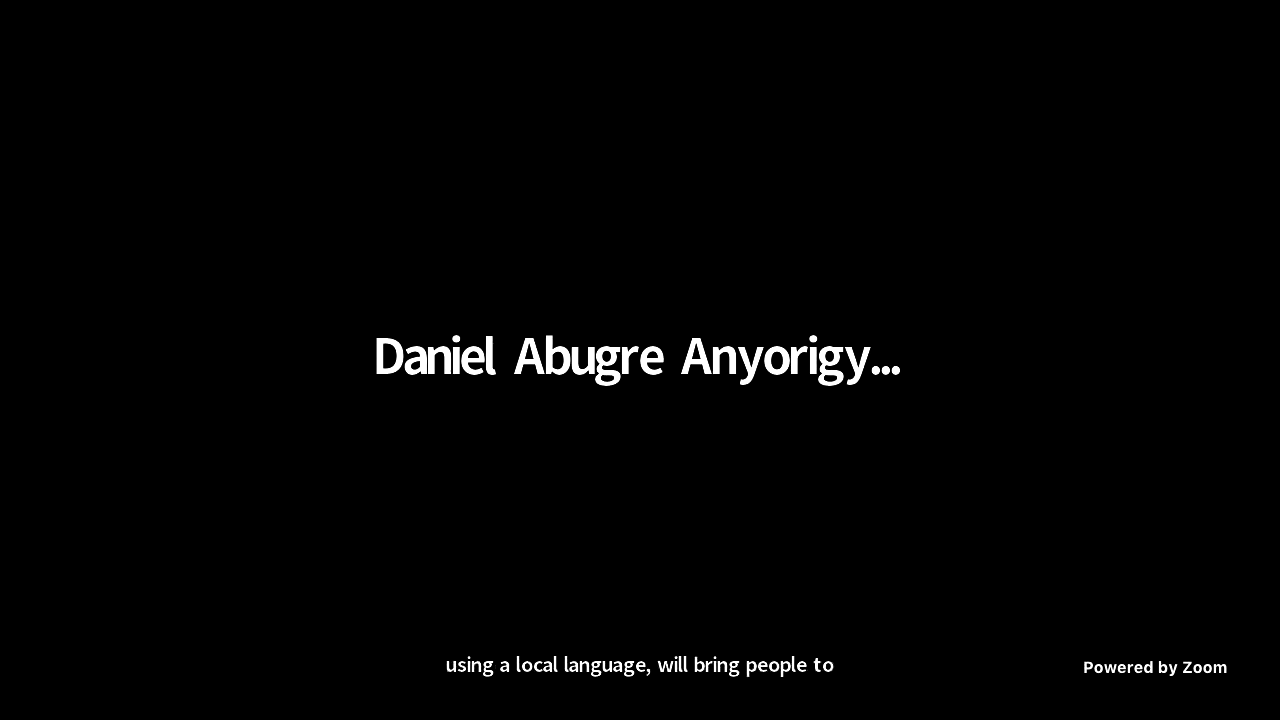 Daniel Abugre Anyorigy...
using a local language, will bring people to
Powered by Zoom